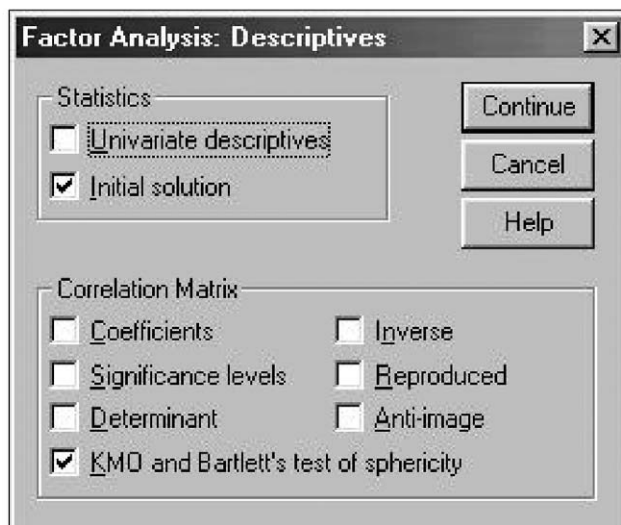 Factor Analysis: Descriptives
Statistics
Univariate descriptives
Initial solution
Continue
Cancel
Help
Correlation Matrix
Coefficients
Inverse
Significance levels
Reproduced
Determinant
Anti-image
KMO and Bartlett's test of sphericity